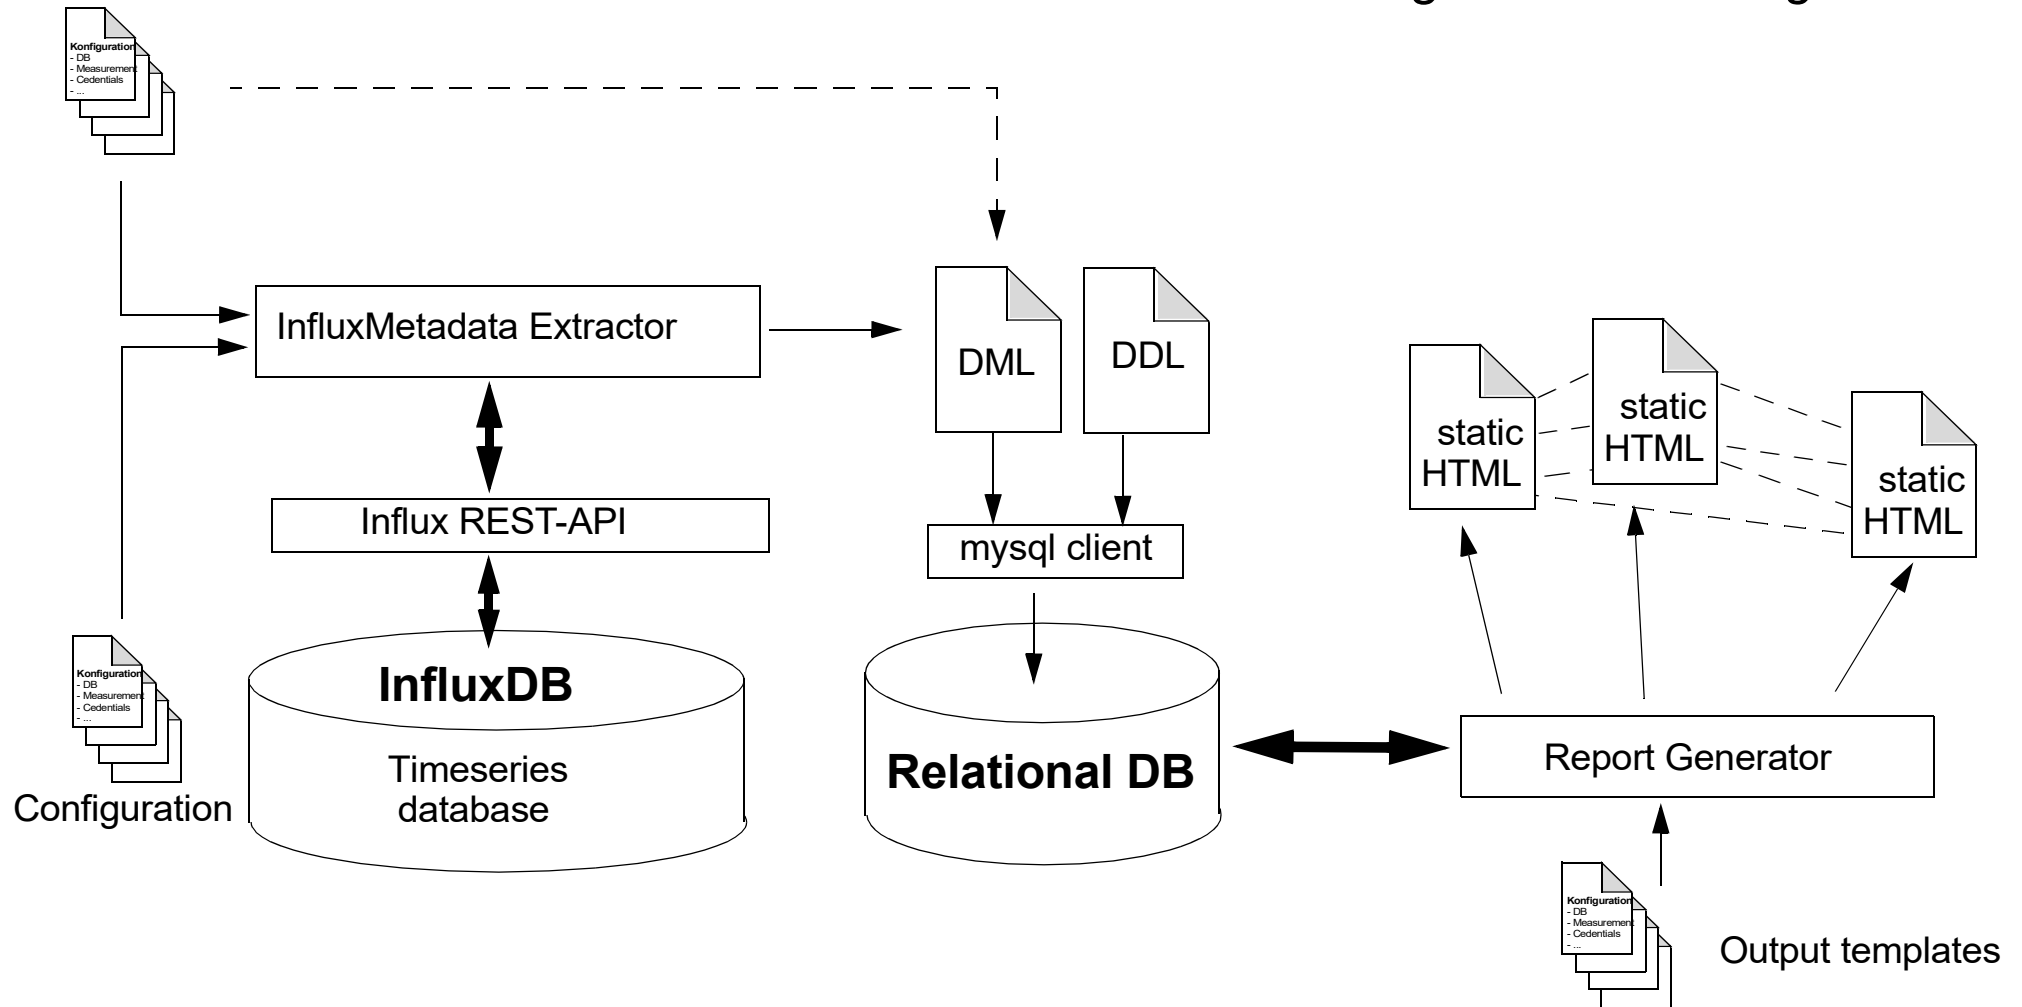 Konfiguration
- DB
- Measurement
- Cedentials
- ...
InfluxMetadata Extractor
DML
DDL
static
HTML
static
HTML
static
HTML
Influx REST-API
mysql client
Konfiguration
- DB
- Measurement
- Cedentials
- ...
Configuration
InfluxDB
Timeseries
database
Relational DB
Report Generator
Konfiguration
- DB
- Measurement
- Cedentials
- ...
Output templates